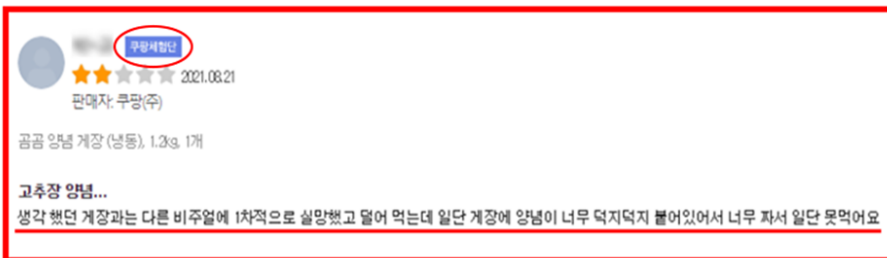 쿠팡체험단
2021.08.21
판매자: 쿠팡(주)
곰곰 양념 게장 (냉동), 1.2kg, 1개
고추장 양념...
생각 했던 게장과는 다른 비주얼에 1차적으로 실망했고 덜어 먹는데 일단 게장에 양념이 너무 덕지덕지 붙어있어서 너무 짜서 일단 못먹어요